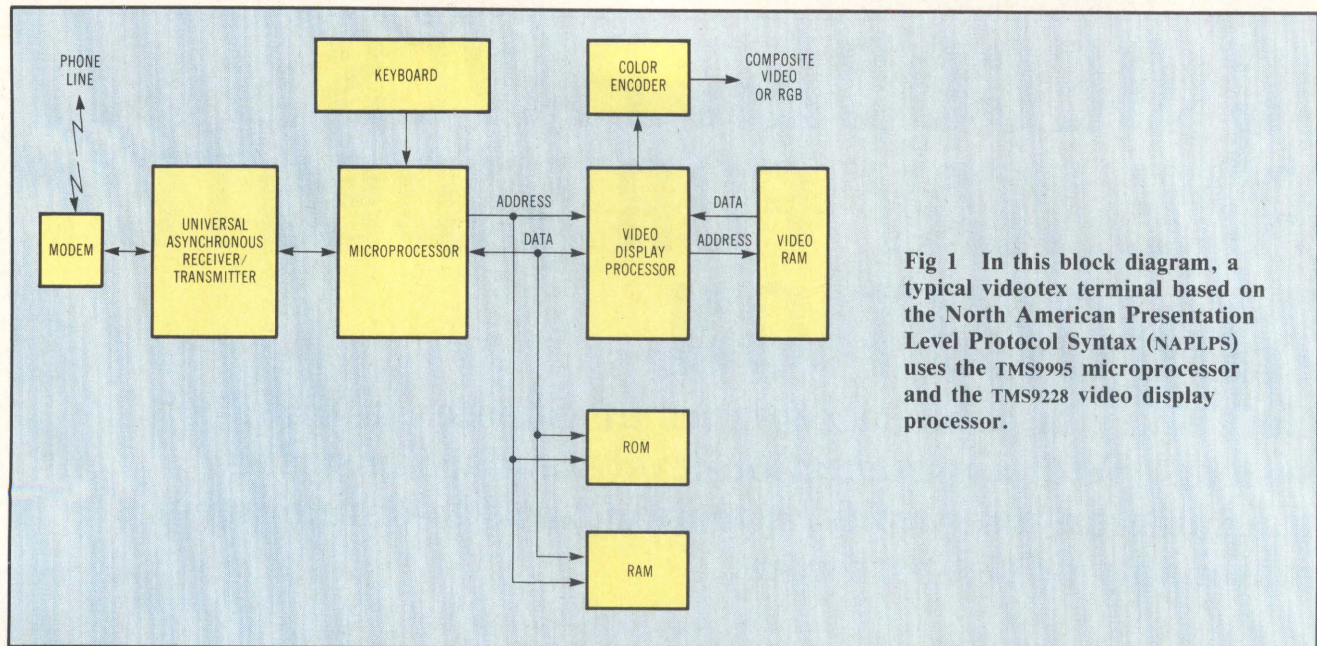 PHONE
LINE
KEYBOARD
COLOR
ENCODER
COMPOSITE
VIDEO
OR RGB
MODEM
UNIVERSAL
ASYNCHRONOUS
RECEIVER/
TRANSMITTER
MICROPROCESSOR
ADDRESS
DATA
VIDEO
DISPLAY
PROCESSOR
DATA
ADDRESS
VIDEO
RAM
ROM
RAM
Fig 1 In this block diagram, a
typical videotex terminal based on
the North American Presentation
Level Protocol Syntax (NAPLPS)
uses the TMS9995 microprocessor
and the TMS9228 video display
processor.